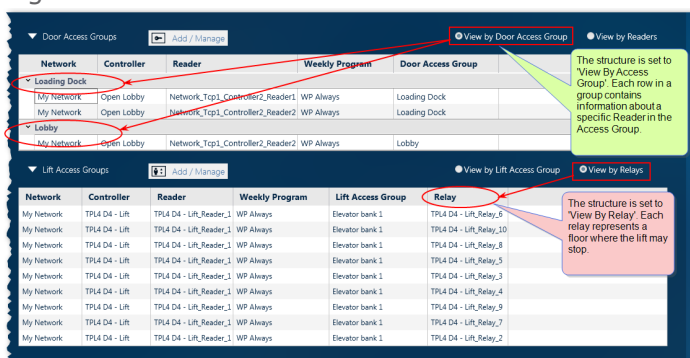 Door Access Groups Add / Manage View by Door Access Group View by Readers
Network Controller Reader Weekly Program Door Access Group
Loading Dock
My Network Open Lobby Network_Tcp1_Controller2_Reader1 WP Always Loading Dock
My Network Open Lobby Network_Tcp1_Controller2_Reader2 WP Always Loading Dock
Lobby
My Network Open Lobby Network_Tcp1_Controller2_Reader2 WP Always Lobby
The structure is set to
'View By Access
Group'. Each row in a
group contains
information about a
specific Reader in the
Access Group.
Lift Access Groups Add / Manage View by Lift Access Group View by Relays
Network Controller Reader Weekly Program Lift Access Group Relay
My Network TPL4 D4 - Lift TPL4 D4 - Lift_Reader_1 WP Always Elevator bank 1 TPL4 D4 - Lift_Relay_6
My Network TPL4 D4 - Lift TPL4 D4 - Lift_Reader_1 WP Always Elevator bank 1 TPL4 D4 - Lift_Relay_10
My Network TPL4 D4 - Lift TPL4 D4 - Lift_Reader_1 WP Always Elevator bank 1 TPL4 D4 - Lift_Relay_8
My Network TPL4 D4 - Lift TPL4 D4 - Lift_Reader_1 WP Always Elevator bank 1 TPL4 D4 - Lift_Relay_5
My Network TPL4 D4 - Lift TPL4 D4 - Lift_Reader_1 WP Always Elevator bank 1 TPL4 D4 - Lift_Relay_3
My Network TPL4 D4 - Lift TPL4 D4 - Lift_Reader_1 WP Always Elevator bank 1 TPL4 D4 - Lift_Relay_4
My Network TPL4 D4 - Lift TPL4 D4 - Lift_Reader_1 WP Always Elevator bank 1 TPL4 D4 - Lift_Relay_9
My Network TPL4 D4 - Lift TPL4 D4 - Lift_Reader_1 WP Always Elevator bank 1 TPL4 D4 - Lift_Relay_7
My Network TPL4 D4 - Lift TPL4 D4 - Lift_Reader_1 WP Always Elevator bank 1 TPL4 D4 - Lift_Relay_2
The structure is set to
'View By Relay'. Each
relay represents a
floor where the lift may
stop.